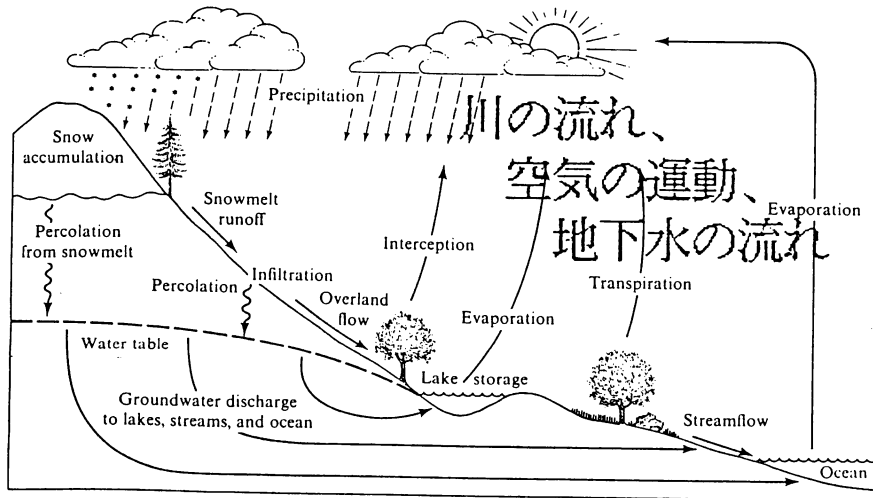 Precipitation
川の流れ、
空気の運動、
地下水の流れ
Snow
accumulation
Snowmelt
runoff
Evaporation
Percolation
from snowmelt
Interception
Percolation
Infiltration
Transpiration
Overland
flow
Evaporation
Water table
Lake storage
Groundwater discharge
to lakes, streams, and ocean
Streamflow
Ocean